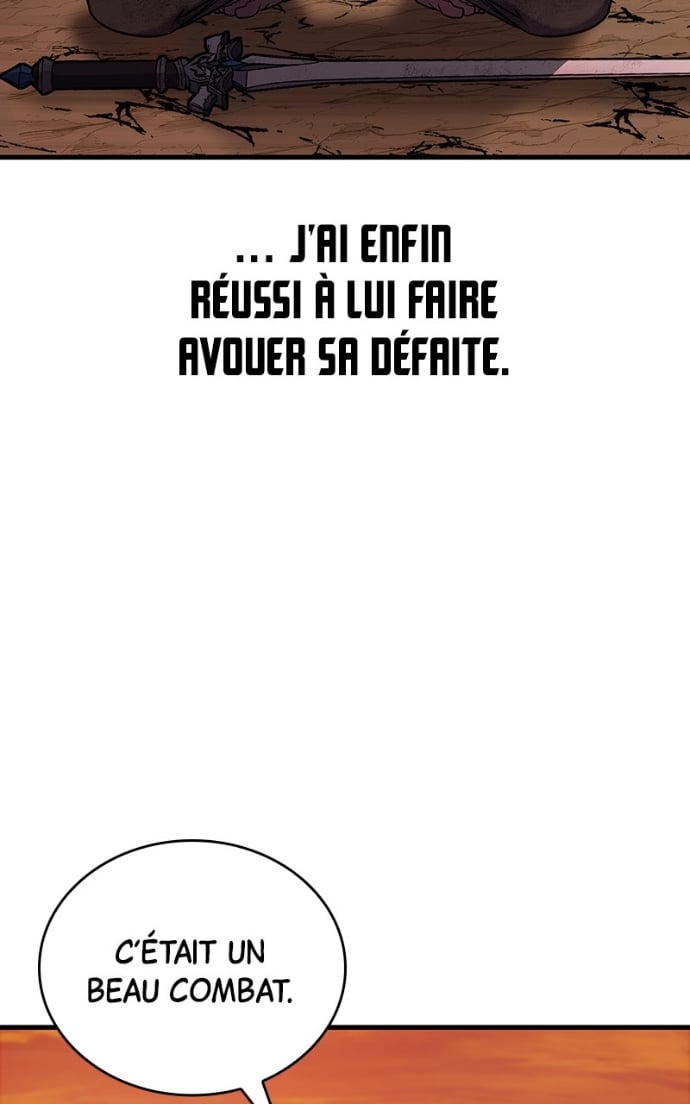 ... J'AI ENFIN
RÉUSSI À LUI FAIRE
AVOUER SA DÉFAITE.
C'ÉTAIT UN
BEAU COMBAT.